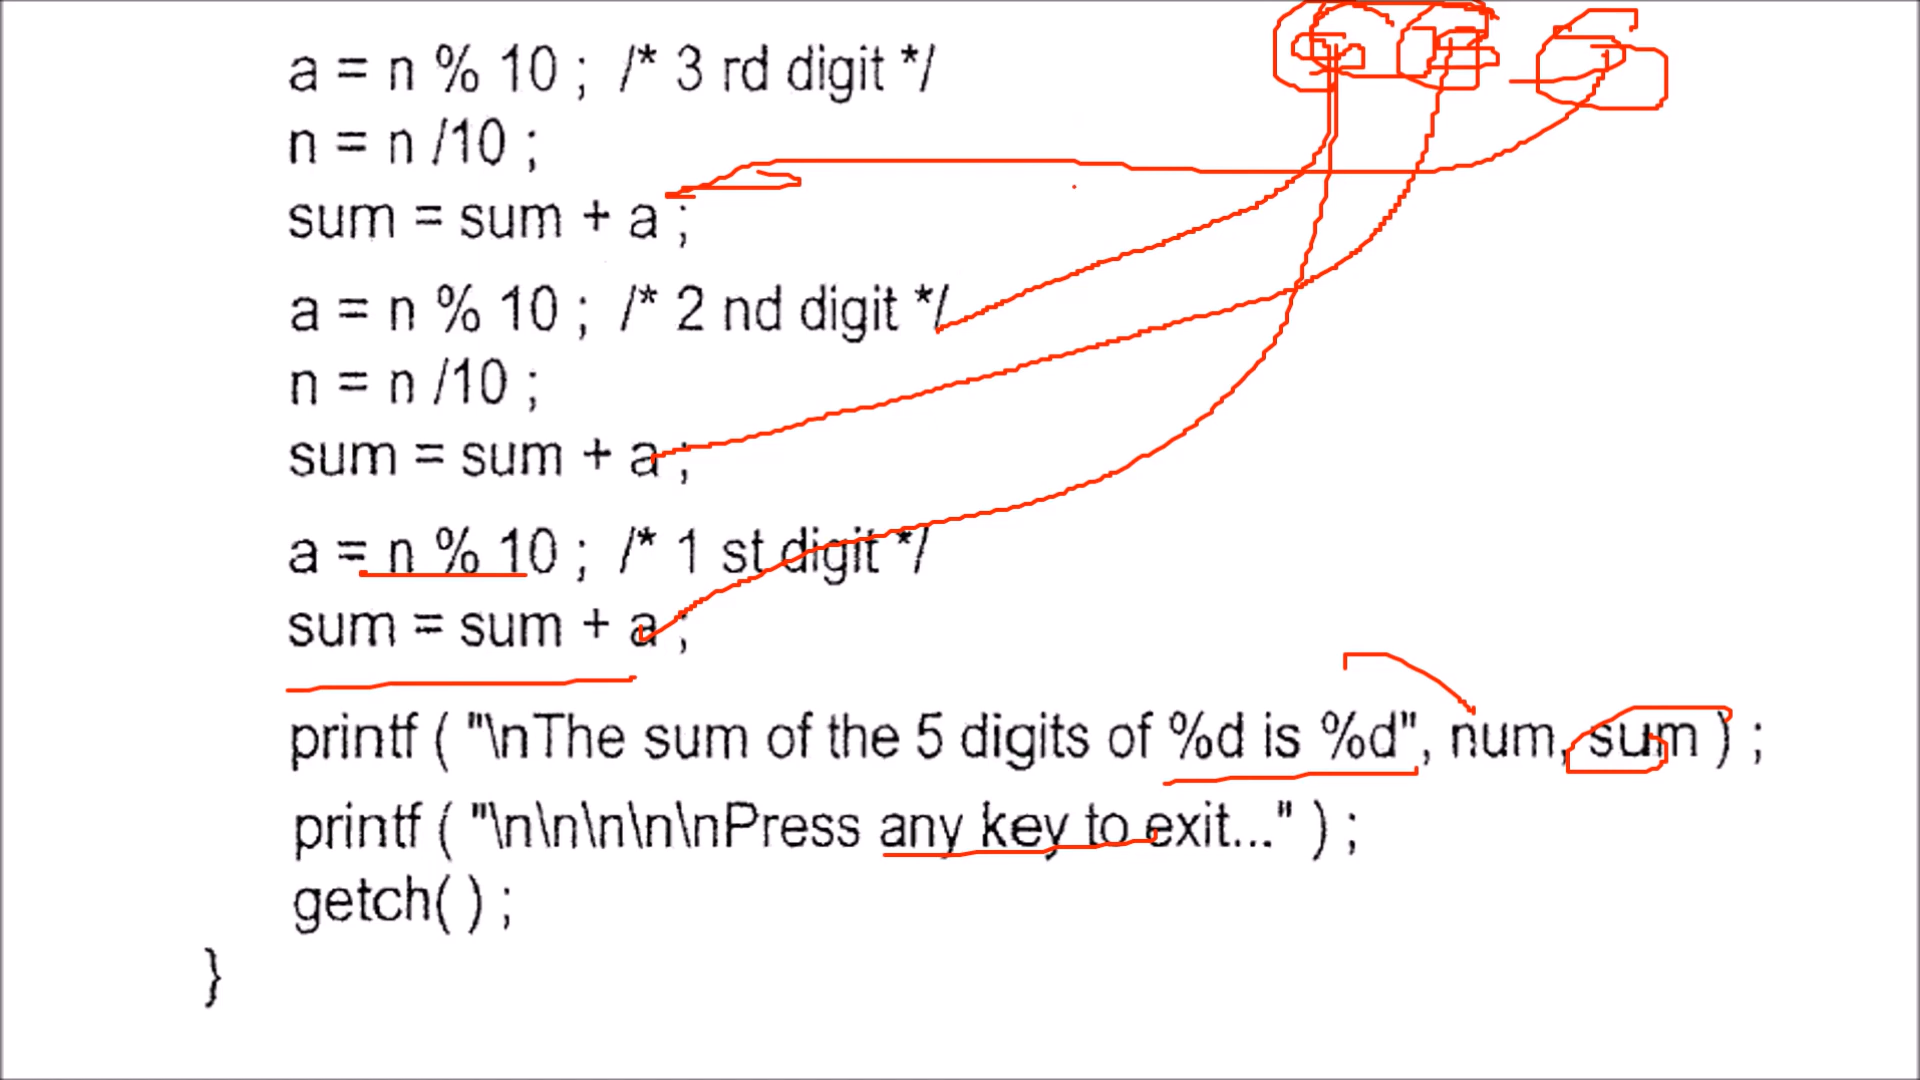 a = n % 10 ; /* 3 rd digit */
n = n /10 ;
sum = sum + a ;
a = n % 10 ; /* 2 nd digit */
n = n /10 ;
sum = sum + a ;
a = n % 10 ; /* 1 st digit */
sum = sum + a ;
printf ( "\nThe sum of the 5 digits of %d is %d", num, sum ) ;
printf ( "\n\n\n\n\nPress any key to exit..." ) ;
getch( ) ;
}